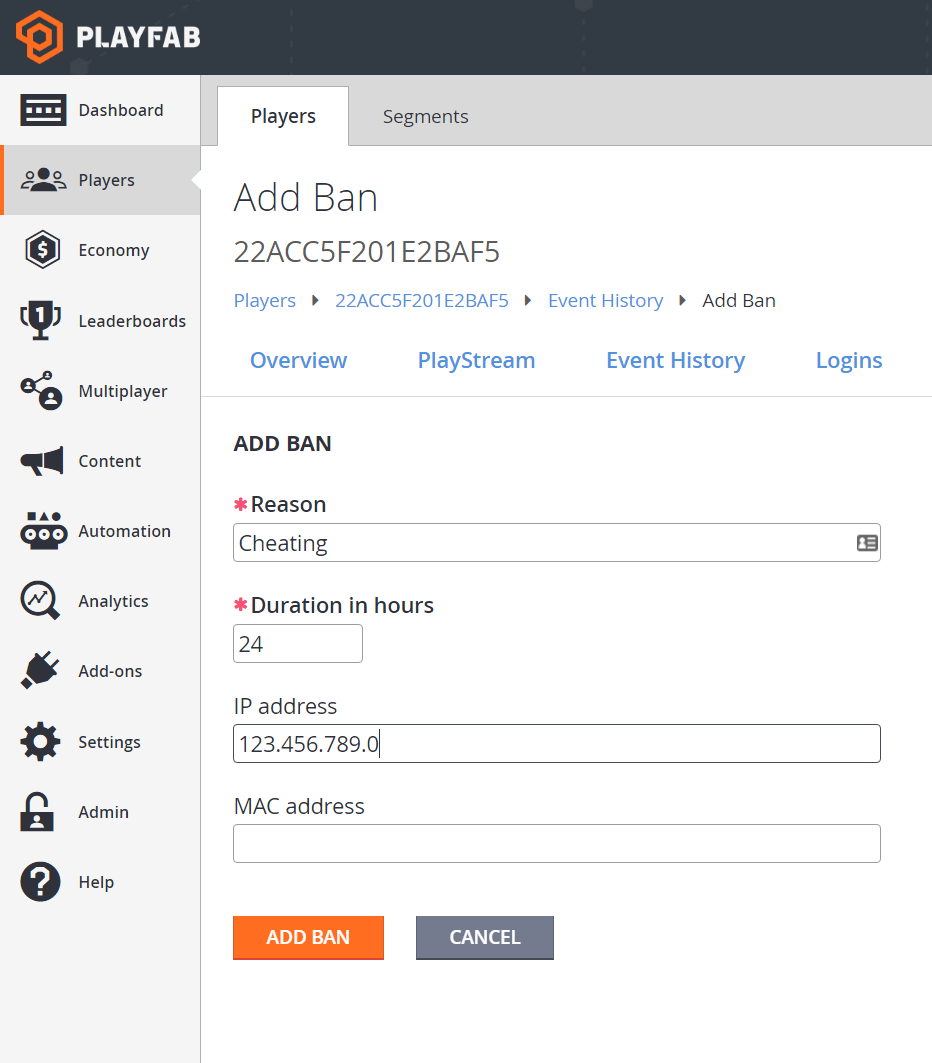 PLAYFAB
Dashboard
Players
Economy
1
Leaderboards
Multiplayer
Content
Automation
Analytics
Add-ons
Settings
Admin
Help
Players Segments
Add Ban
22ACC5F201E2BAF5
Players 22ACC5F201E2BAF5 Event History Add Ban
Overview PlayStream Event History Logins
ADD BAN
*Reason
Cheating
*Duration in hours
24
IP address
123.456.789.0
MAC address
ADD BAN CANCEL